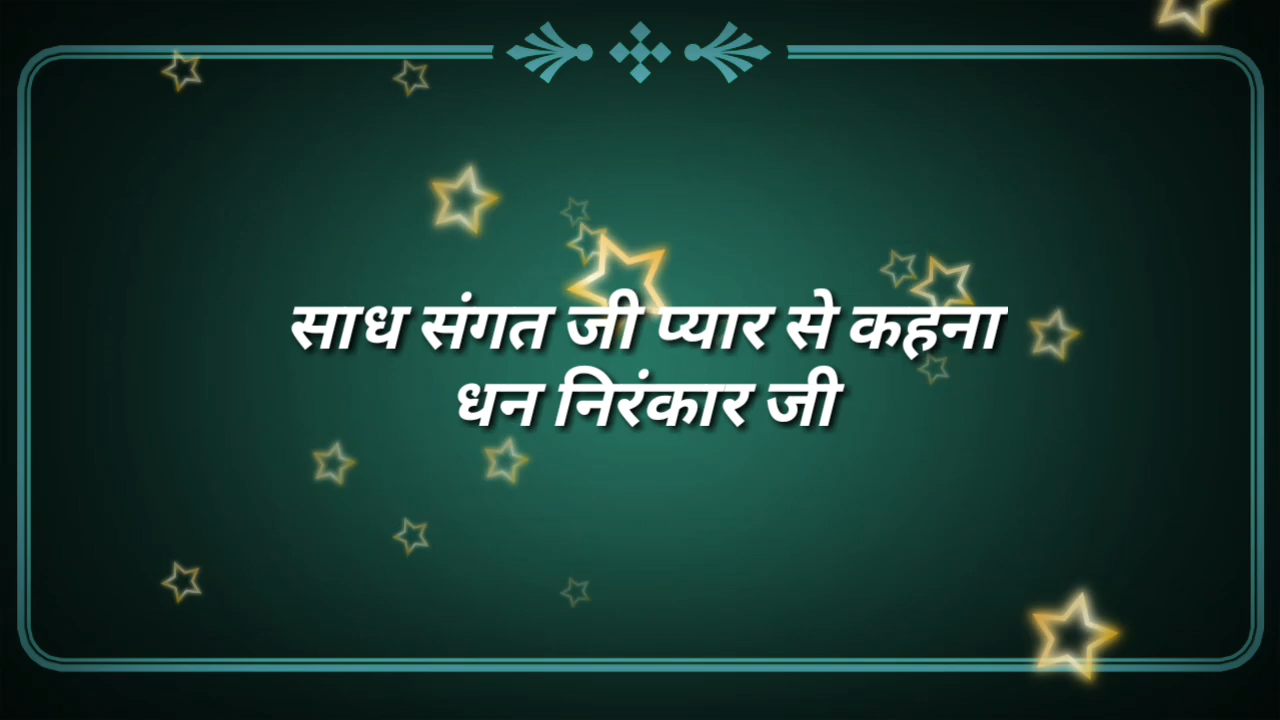 साध संगत जी प्यार से कहना
धन निरंकार जी